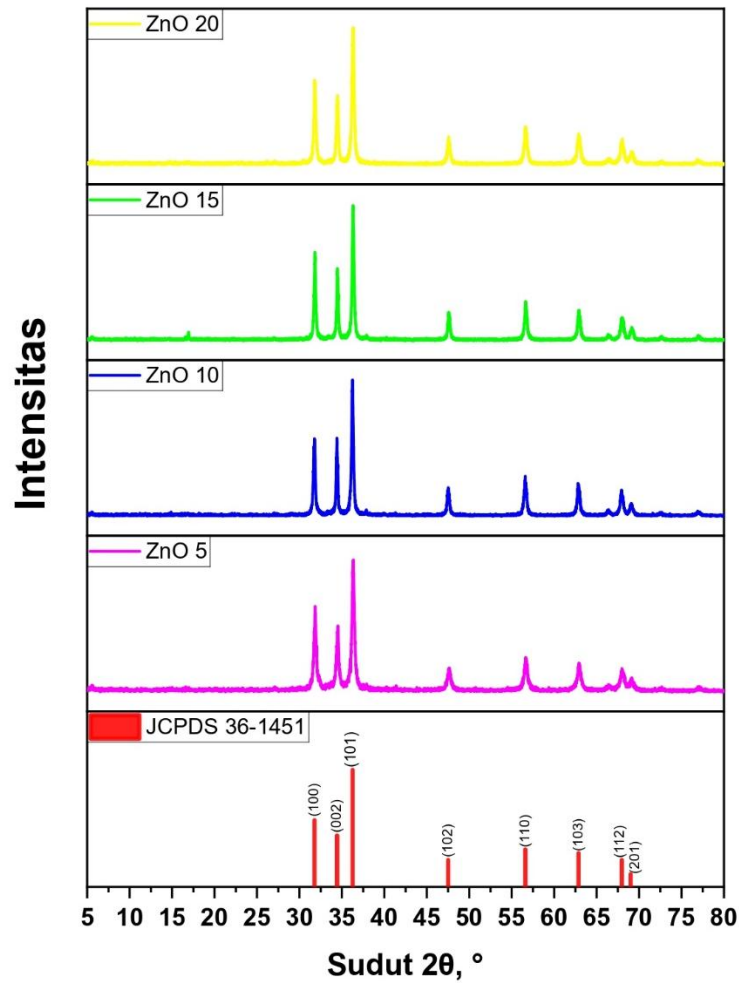 ZnO 20
ZnO 15
ZnO 10
ZnO 5
JCPDS 36-1451
(100)
(002)
(101)
(102)
(110)
(103)
(112)
(201)
Intensitas
5 10 15 20 25 30 35 40 45 50 55 60 65 70 75 80
Sudut 2θ, °